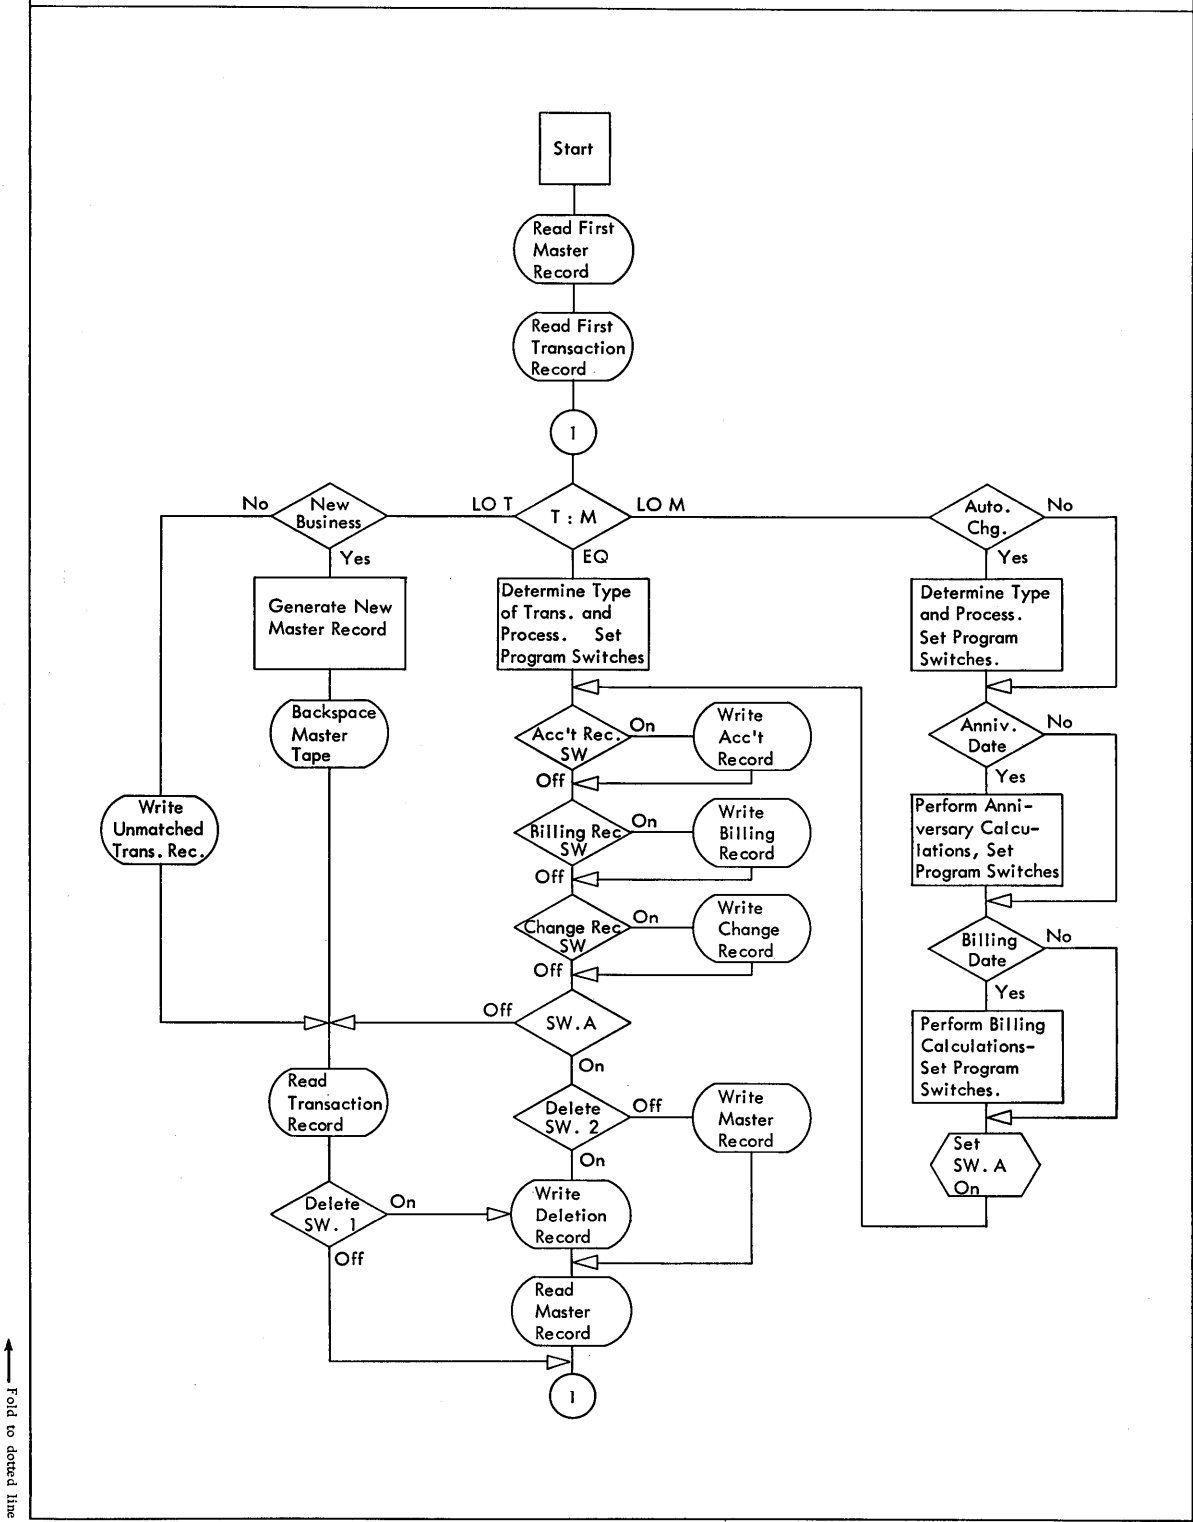 Start
Read First
Master
Record
Read First
Transaction
Record
1
No
New
Business
LO T
T : M
LO M
Auto.
Chg.
No
Yes
EQ
Yes
Generate New
Master Record
Determine Type
of Trans. and
Process. Set
Program Switches
Determine Type
and Process.
Set Program
Switches.
Backspace
Master
Tape
Acc't Rec.
SW
On
Write
Acc't
Record
Off
Anniv.
Date
No
Yes
Write
Unmatched
Trans. Rec.
Billing Rec
SW
On
Write
Billing
Record
Off
Perform Anni-
versary Calcu-
lations, Set
Program Switches
Change Rec
SW
On
Write
Change
Record
Off
Billing
Date
No
Yes
Off
SW. A
On
Perform Billing
Calculations-
Set Program
Switches.
Read
Transaction
Record
Delete
SW. 2
Off
Write
Master
Record
On
Set
SW. A
On
Delete
SW. 1
On
Write
Deletion
Record
Off
Read
Master
Record
1
Fold to dotted line